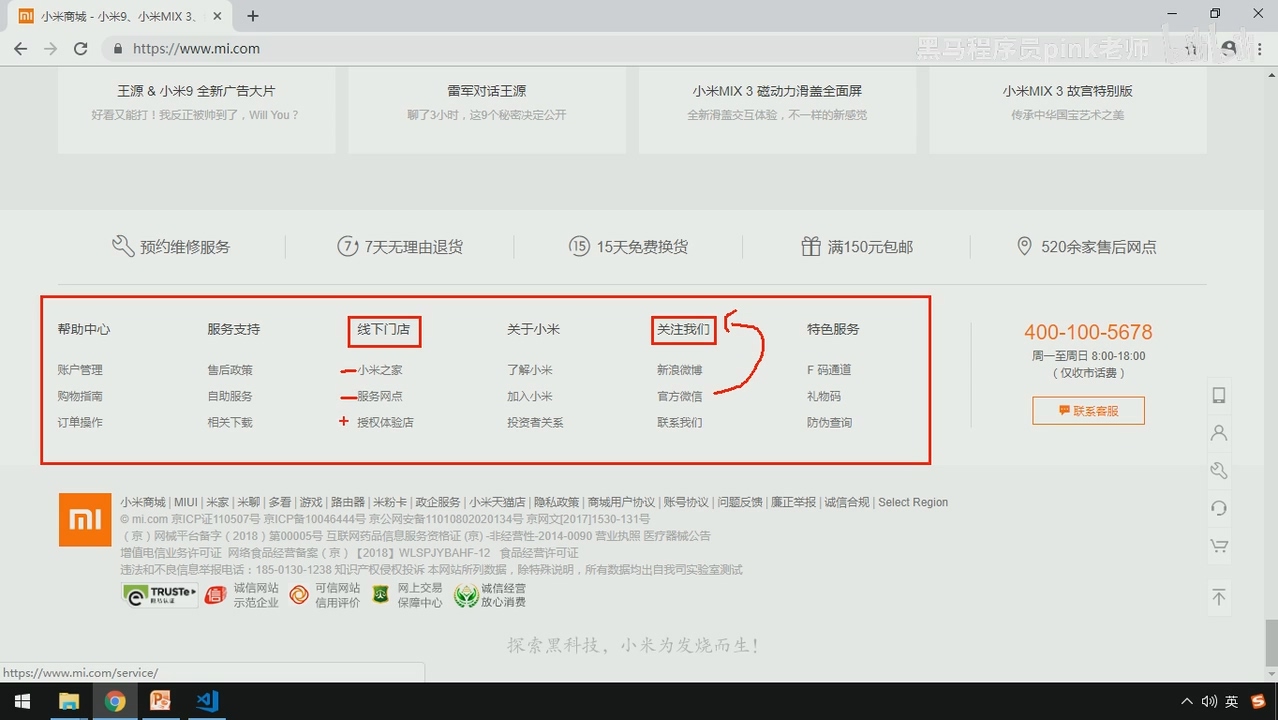 小米商城 - 小米9、小米MIX 3、
https://www.mi.com
黑马程序员pink老师
王源 & 小米9 全新广告大片
雷军对话王源
小米MIX 3 磁动力滑盖全面屏
小米MIX 3 故宫特别版
好看又能打！我反正被帅到了，Will You ?
聊了3小时，这9个秘密决定公开
全新滑盖交互体验，不一样的新感觉
传承中华国宝艺术之美
预约维修服务
7天无理由退货
15天免费换货
满150元包邮
520余家售后网点
帮助中心
服务支持
线下门店
关于小米
关注我们
特色服务
账户管理
售后政策
小米之家
了解小米
新浪微博
F 码通道
购物指南
自助服务
服务网点
加入小米
官方微信
礼物码
订单操作
相关下载
授权体验店
投资者关系
联系我们
防伪查询
400-100-5678
周一至周日 8:00-18:00
（仅收市话费）
联系客服
小米商城 | MIUI | 米家 | 米聊 | 多看 | 游戏 | 路由器 | 米粉卡 | 政企服务 | 小米天猫店 | 隐私政策 | 商城用户协议 | 账号协议 | 问题反馈 | 廉正举报 | 诚信合规 | Select Region
© mi.com 京ICP证110507号 京ICP备10046444号 京公网安备11010802020134号 京网文[2017]1530-131号
（京）网械平台备字（2018）第00005号 互联网药品信息服务资格证 (京) -非经营性-2014-0090 营业执照 医疗器械公告
增值电信业务许可证 网络食品经营备案（京）【2018】WLSPJYBAHF-12 食品经营许可证
违法和不良信息举报电话：185-0130-1238 知识产权侵权投诉 本网站所列数据，除特殊说明，所有数据均出自我司实验室测试
TRUSTe
诚信网站
示范企业
可信网站
信用评价
网上交易
保障中心
诚信经营
放心消费
探索黑科技，小米为发烧而生！
https://www.mi.com/service/
英